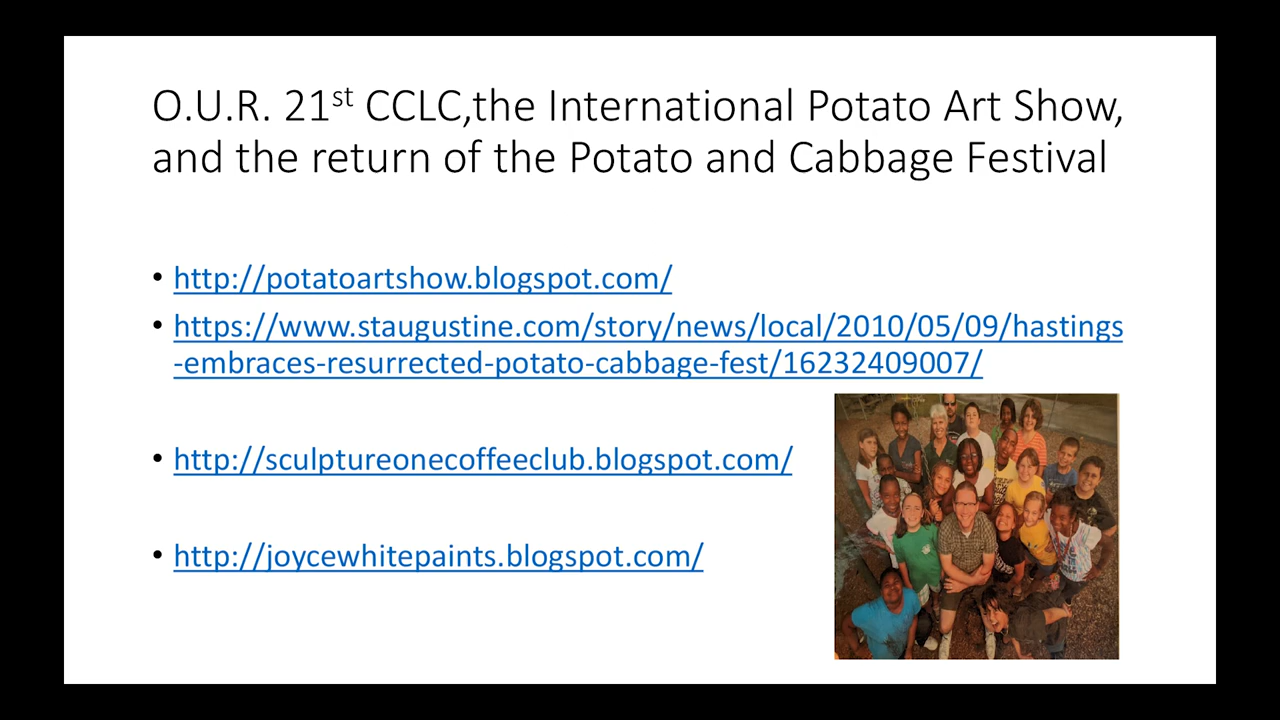 O.U.R. 21st CCLC,the International Potato Art Show,
and the return of the Potato and Cabbage Festival
• http://potatoartshow.blogspot.com/
• https://www.staugustine.com/story/news/local/2010/05/09/hastings
-embraces-resurrected-potato-cabbage-fest/16232409007/
• http://sculptureonecoffeeclub.blogspot.com/
• http://joycewhitepaints.blogspot.com/